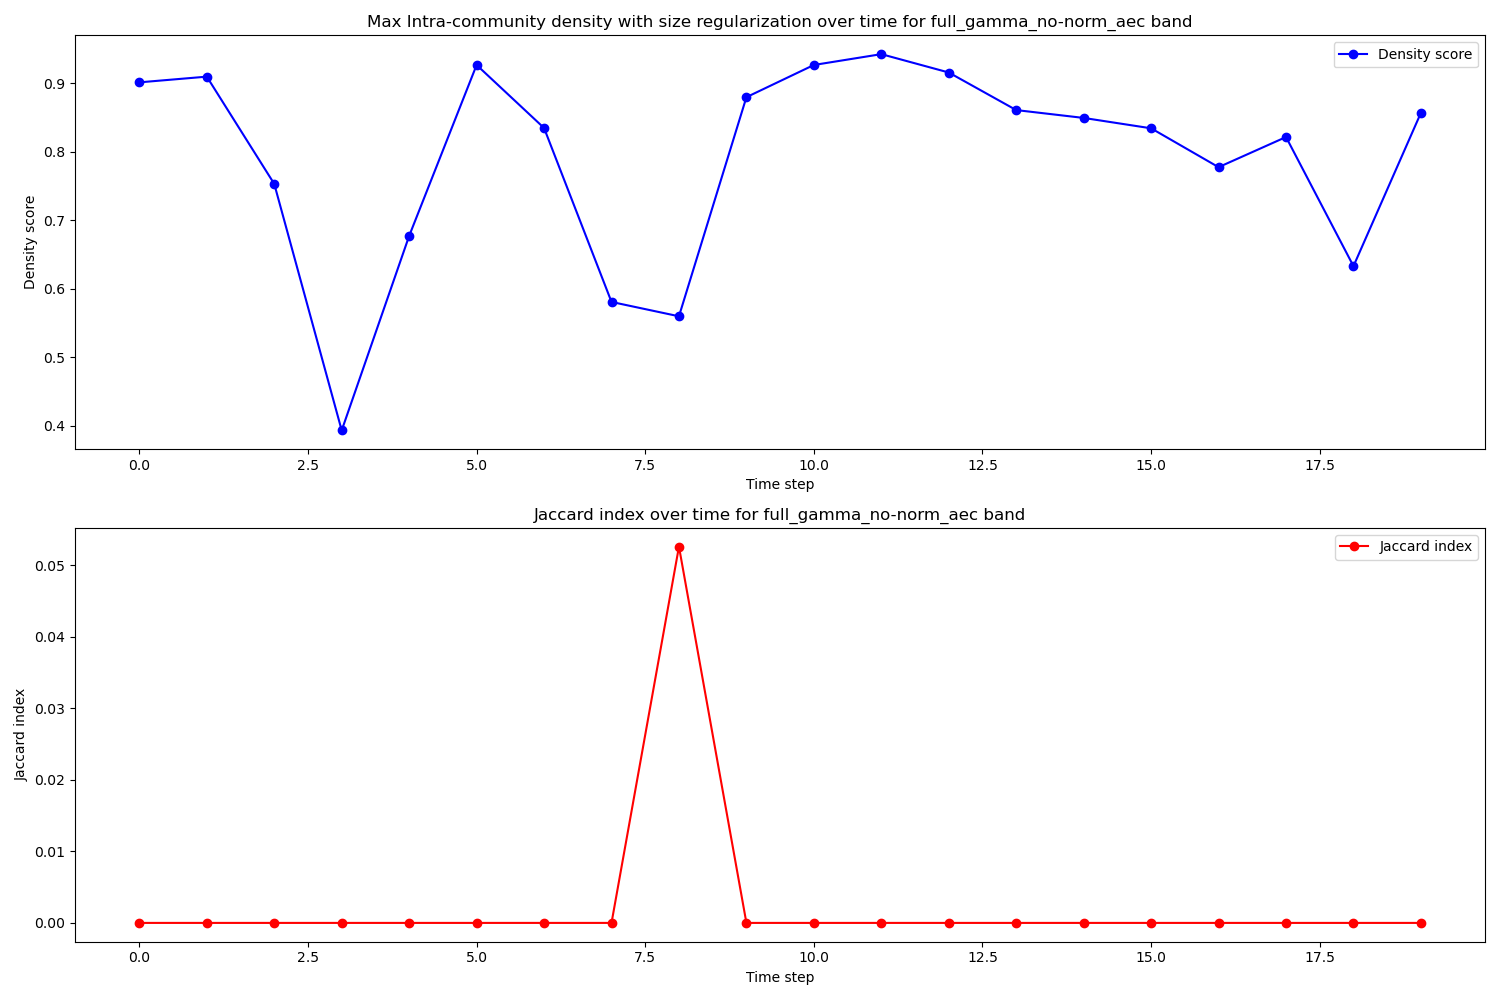 Max Intra-community density with size regularization over time for full_gamma_no-norm_aec band
Density score
0.9
0.8
0.7
0.6
0.5
0.4
Density score
0.0 2.5 5.0 7.5 10.0 12.5 15.0 17.5
Time step
Jaccard index over time for full_gamma_no-norm_aec band
Jaccard index
0.05
0.04
0.03
0.02
0.01
0.00
Jaccard index
0.0 2.5 5.0 7.5 10.0 12.5 15.0 17.5
Time step